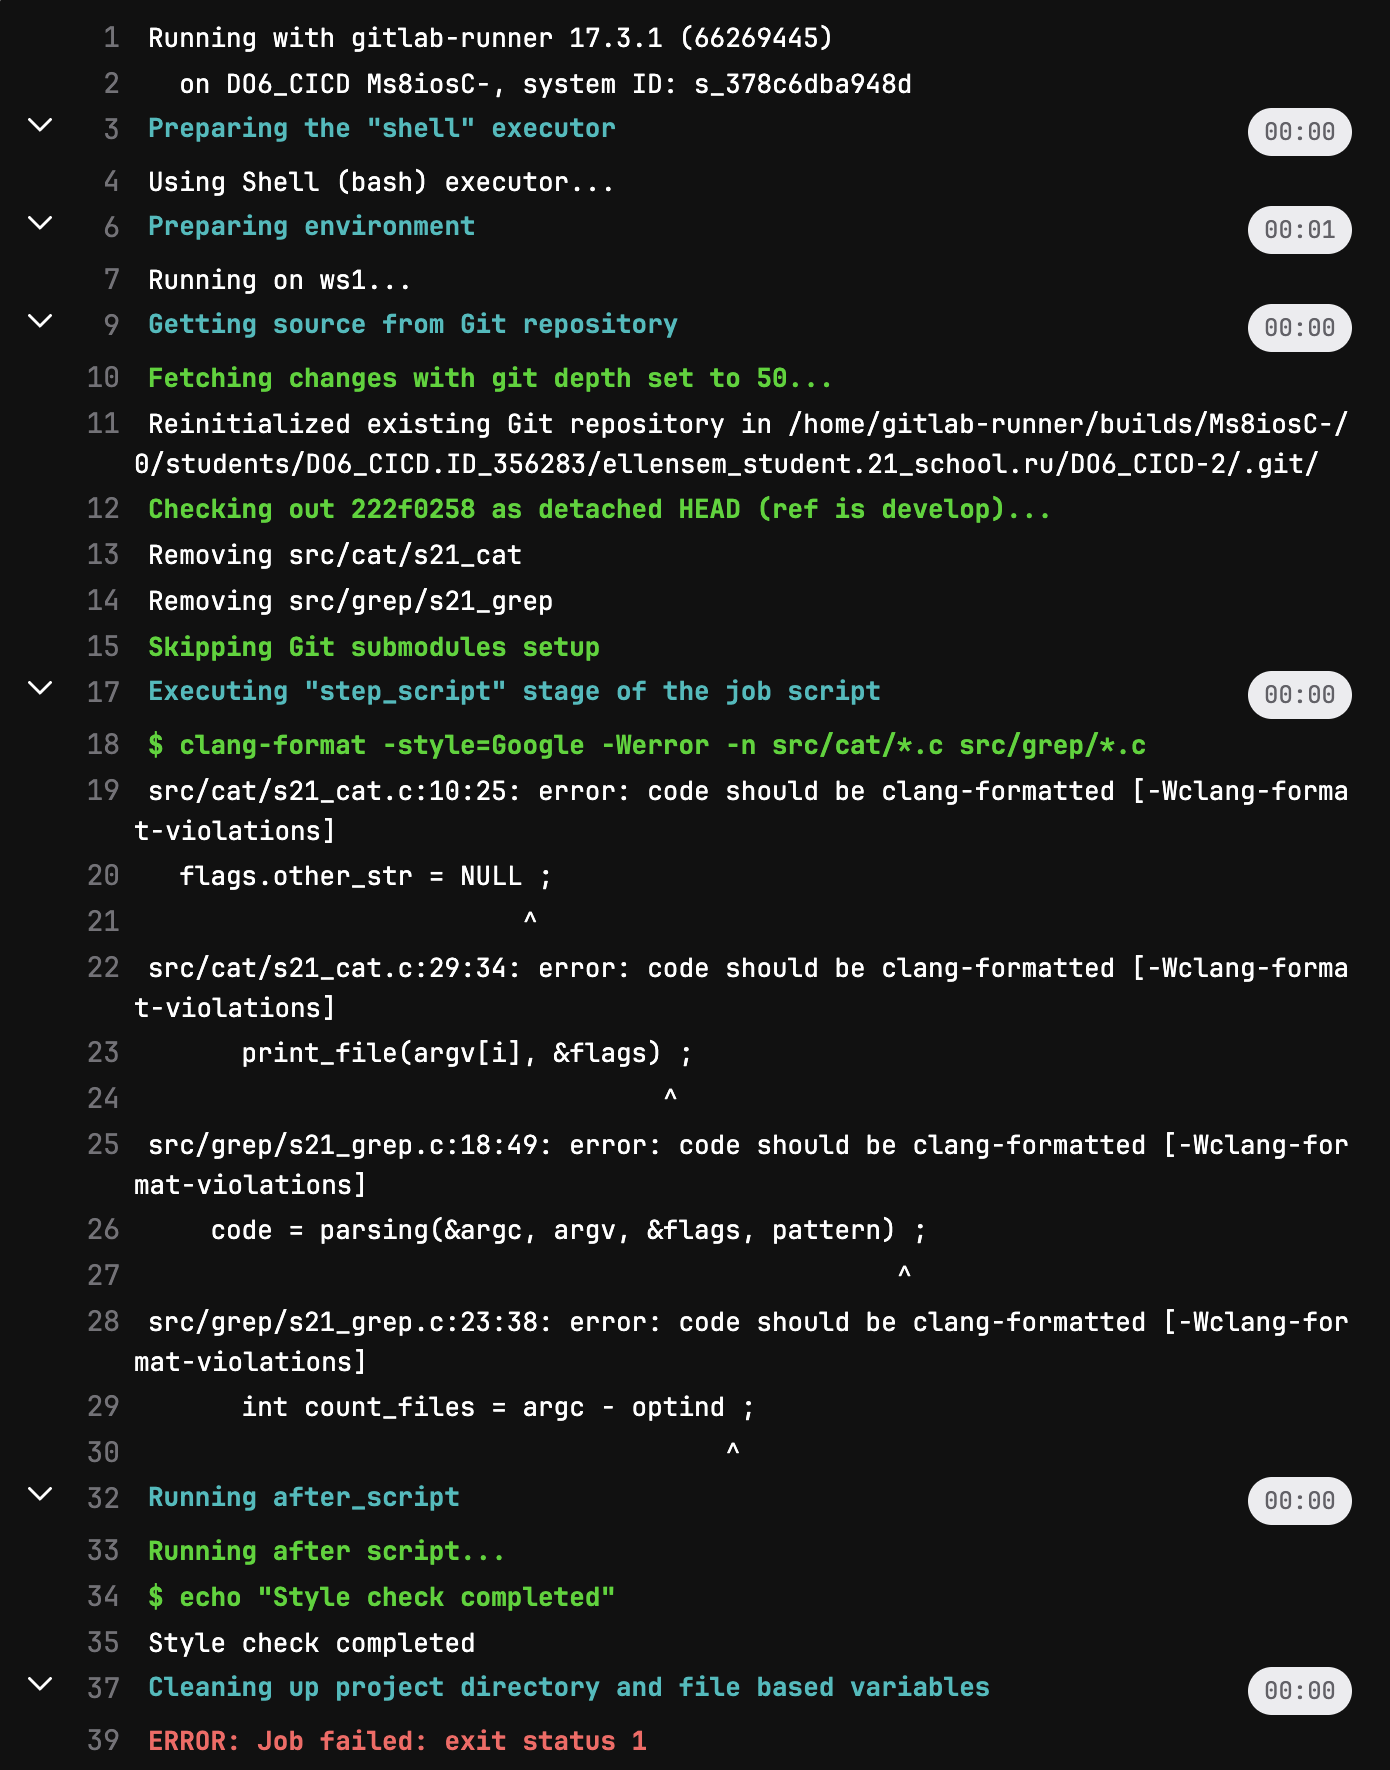 1 Running with gitlab-runner 17.3.1 (66269445)
2   on DO6_CICD Ms8iosC-, system ID: s_378c6dba948d
3 Preparing the "shell" executor 00:00
4 Using Shell (bash) executor...
6 Preparing environment 00:01
7 Running on ws1...
9 Getting source from Git repository 00:00
10 Fetching changes with git depth set to 50...
11 Reinitialized existing Git repository in /home/gitlab-runner/builds/Ms8iosC-/
0/students/DO6_CICD.ID_356283/ellensem_student.21_school.ru/DO6_CICD-2/.git/
12 Checking out 222f0258 as detached HEAD (ref is develop)...
13 Removing src/cat/s21_cat
14 Removing src/grep/s21_grep
15 Skipping Git submodules setup
17 Executing "step_script" stage of the job script 00:00
18 $ clang-format -style=Google -Werror -n src/cat/*.c src/grep/*.c
19 src/cat/s21_cat.c:10:25: error: code should be clang-formatted [-Wclang-forma
t-violations]
20   flags.other_str = NULL ;
21                         ^
22 src/cat/s21_cat.c:29:34: error: code should be clang-formatted [-Wclang-forma
t-violations]
23       print_file(argv[i], &flags) ;
24                                  ^
25 src/grep/s21_grep.c:18:49: error: code should be clang-formatted [-Wclang-for
mat-violations]
26     code = parsing(&argc, argv, &flags, pattern) ;
27                                                 ^
28 src/grep/s21_grep.c:23:38: error: code should be clang-formatted [-Wclang-for
mat-violations]
29       int count_files = argc - optind ;
30                                      ^
32 Running after_script 00:00
33 Running after script...
34 $ echo "Style check completed"
35 Style check completed
37 Cleaning up project directory and file based variables 00:00
39 ERROR: Job failed: exit status 1